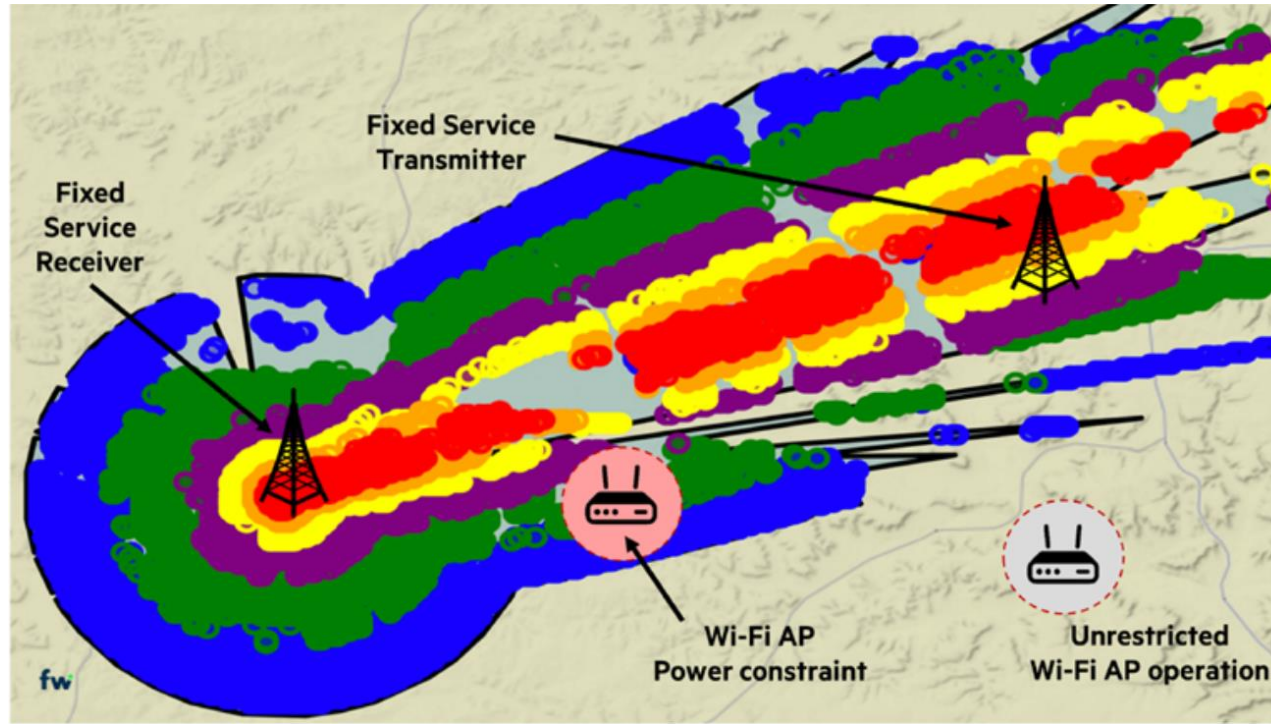 Fixed Service
Transmitter
Fixed
Service
Receiver
Wi-Fi AP
Power constraint
Unrestricted
Wi-Fi AP operation
fw